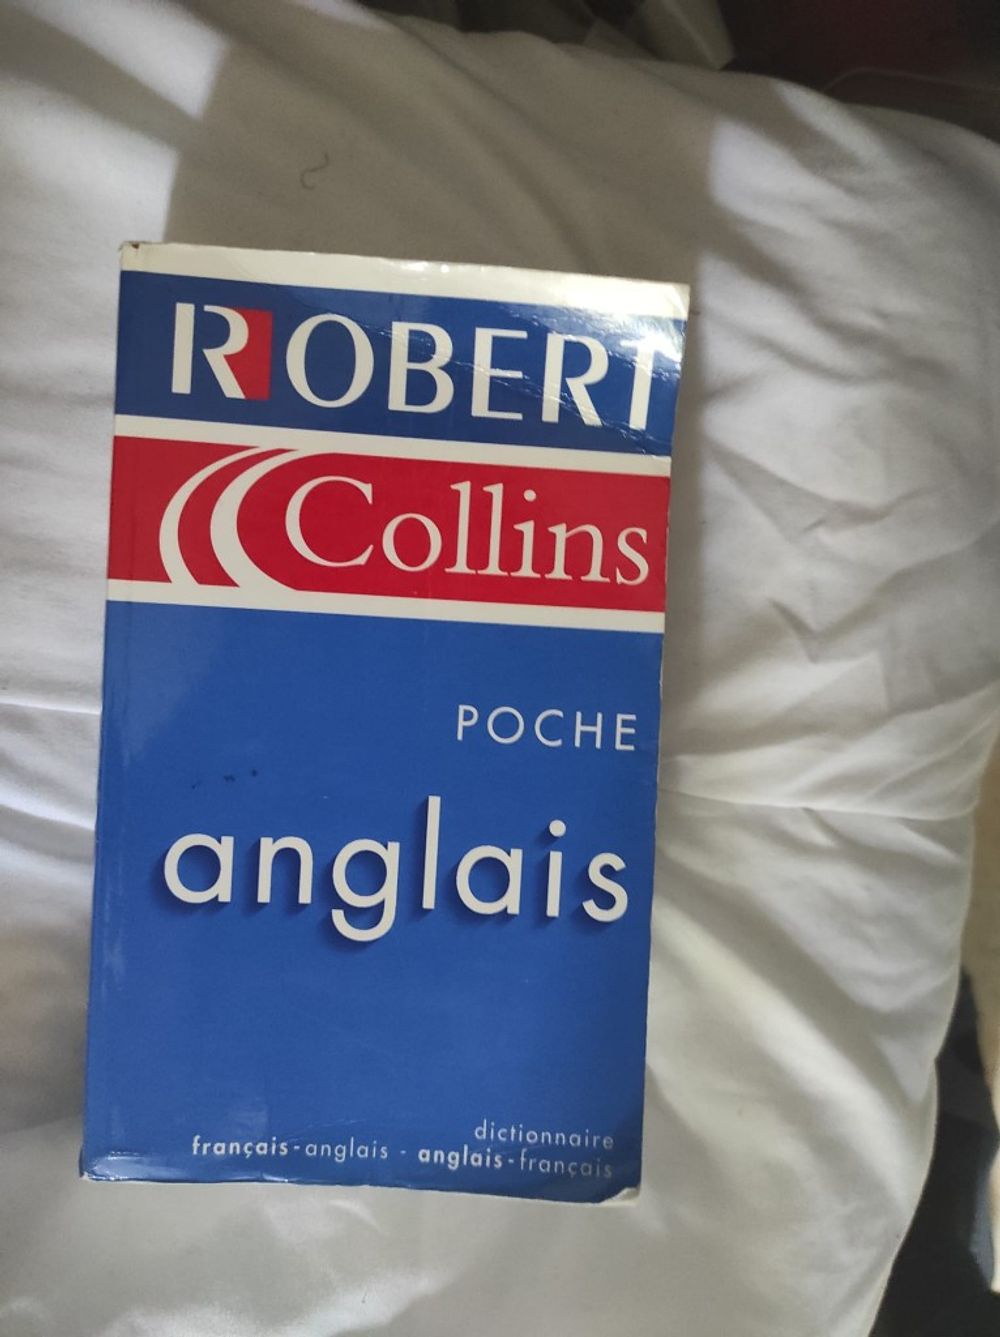 ROBERT
Collins
POCHE
anglais
dictionnaire
français-anglais - anglais-français